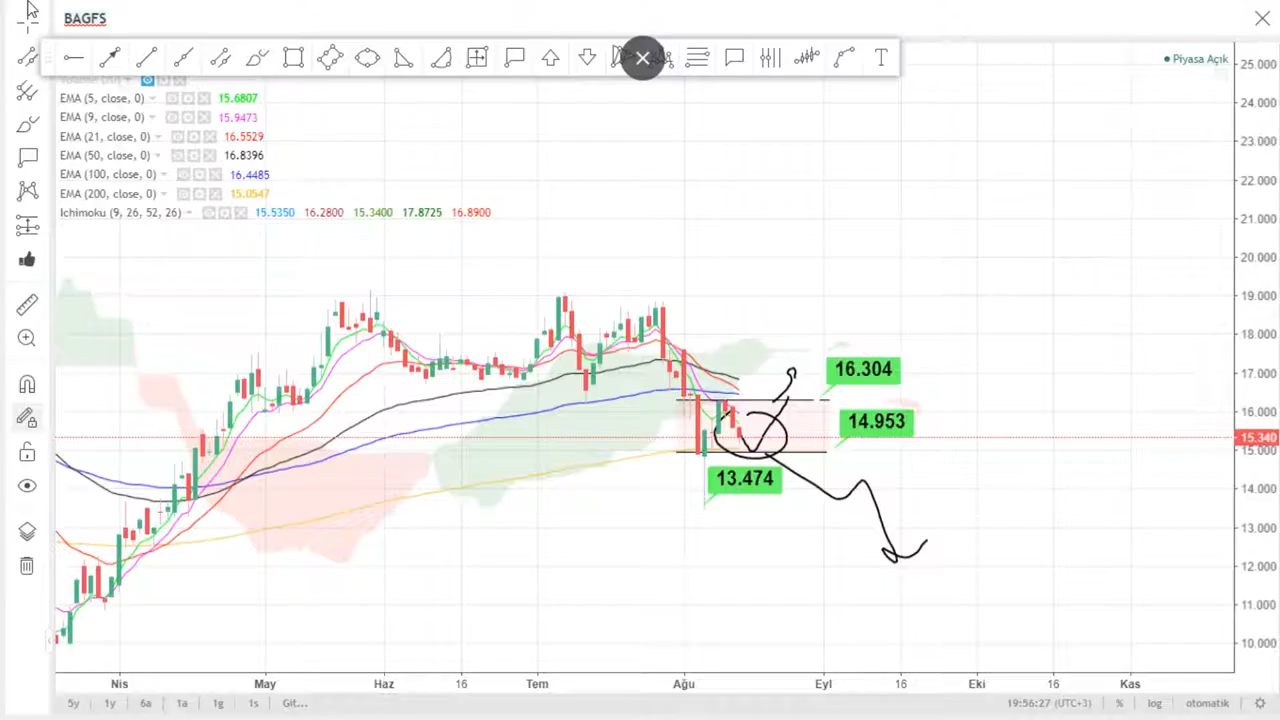 BAGFS
Piyasa Açık
EMA (5, close, 0) 15.6807
EMA (9, close, 0) 15.9473
EMA (21, close, 0) 16.5529
EMA (50, close, 0) 16.8396
EMA (100, close, 0) 16.4485
EMA (200, close, 0) 15.0547
Ichimoku (9, 26, 52, 26) 15.5350 16.2800 15.3400 17.8725 16.8900
25.000
24.000
23.000
22.000
21.000
20.000
19.000
18.000
17.000
16.000
15.340
15.000
14.000
13.000
12.000
11.000
10.000
16.304
14.953
13.474
Nis May Haz 16 Tem Ağu Eyl 16 Eki 16 Kas
5y 1y 6a 1a 1g 1s Git... 19:56:27 (UTC+3) % log otomatik